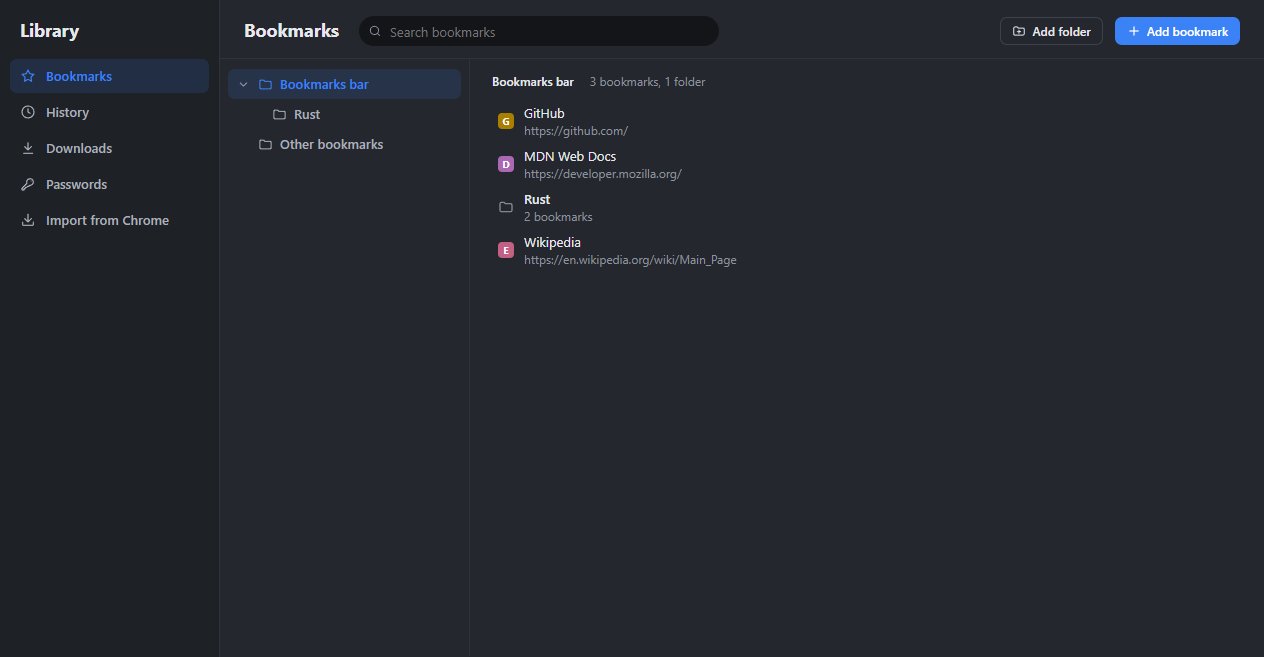 Library
Bookmarks
History
Downloads
Passwords
Import from Chrome
Bookmarks
Search bookmarks
Add folder
Add bookmark
Bookmarks bar
Rust
Other bookmarks
Bookmarks bar 3 bookmarks, 1 folder
G
GitHub
https://github.com/
D
MDN Web Docs
https://developer.mozilla.org/
Rust
2 bookmarks
E
Wikipedia
https://en.wikipedia.org/wiki/Main_Page